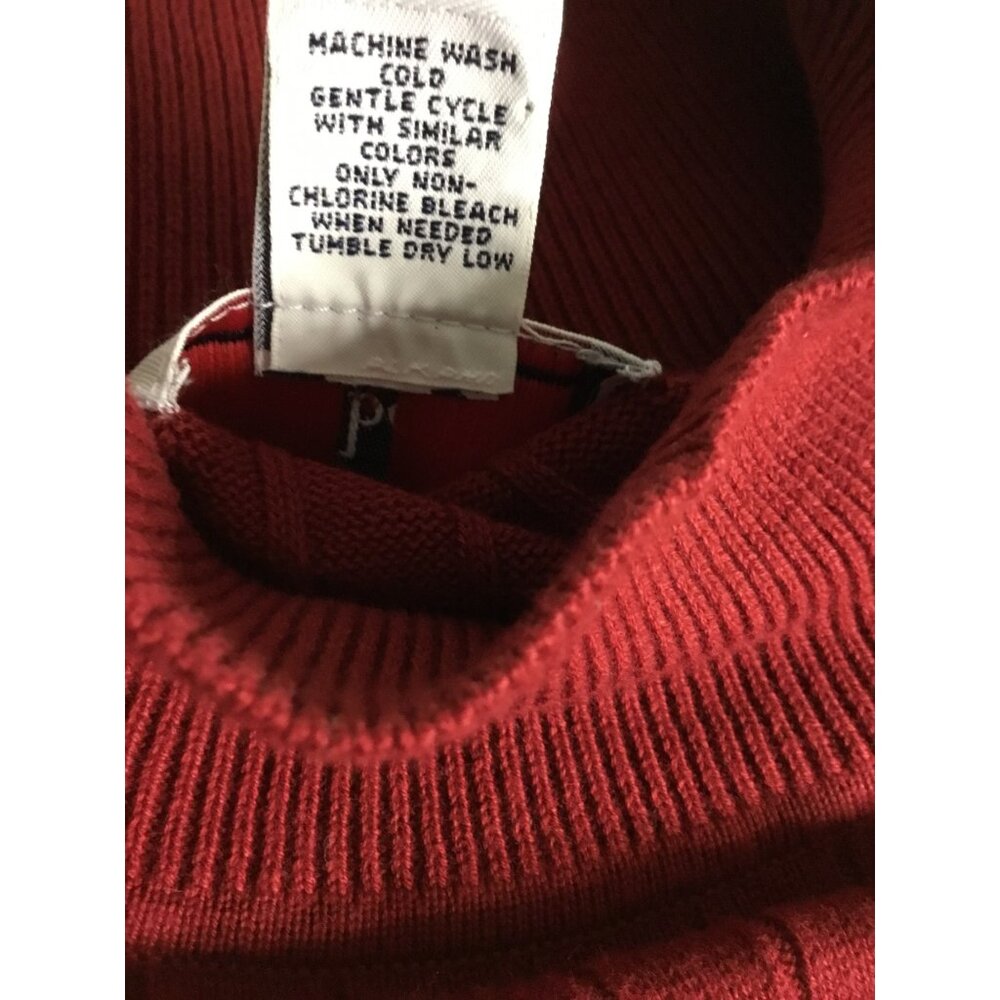 MACHINE WASH
COLD
GENTLE CYCLE
WITH SIMILAR
COLORS
ONLY NON-
CHLORINE BLEACH
WHEN NEEDED
TUMBLE DRY LOW